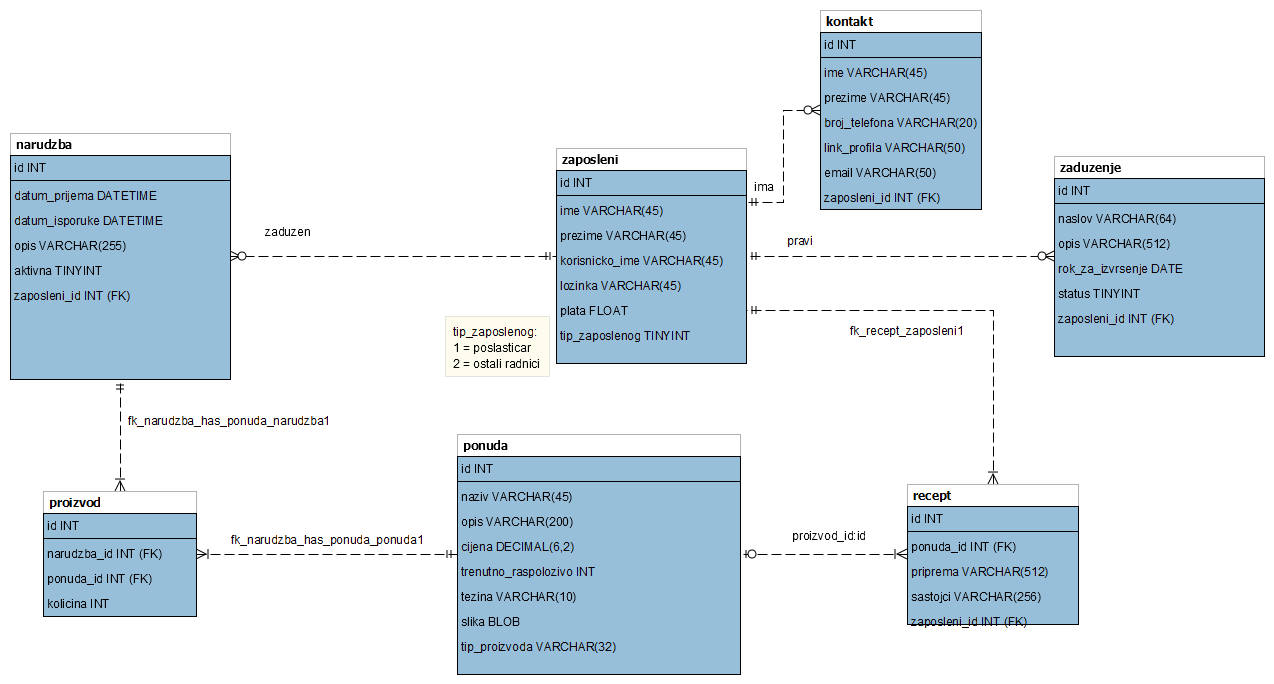 kontakt
id INT
ime VARCHAR(45)
prezime VARCHAR(45)
broj_telefona VARCHAR(20)
link_profila VARCHAR(50)
email VARCHAR(50)
zaposleni_id INT (FK)
narudzba
id INT
datum_prijema DATETIME
datum_isporuke DATETIME
opis VARCHAR(255)
aktivna TINYINT
zaposleni_id INT (FK)
zaduzen
zaposleni
id INT
ime VARCHAR(45)
prezime VARCHAR(45)
korisnicko_ime VARCHAR(45)
lozinka VARCHAR(45)
plata FLOAT
tip_zaposlenog TINYINT
ima
pravi
zaduzenje
id INT
naslov VARCHAR(64)
opis VARCHAR(512)
rok_za_izvrsenje DATE
status TINYINT
zaposleni_id INT (FK)
tip_zaposlenog:
1 = poslasticar
2 = ostali radnici
fk_recept_zaposleni1
fk_narudzba_has_ponuda_narudzba1
proizvod
id INT
narudzba_id INT (FK)
ponuda_id INT (FK)
kolicina INT
fk_narudzba_has_ponuda_ponuda1
ponuda
id INT
naziv VARCHAR(45)
opis VARCHAR(200)
cijena DECIMAL(6,2)
trenutno_raspolozivo INT
tezina VARCHAR(10)
slika BLOB
tip_proizvoda VARCHAR(32)
proizvod_id:id
recept
id INT
ponuda_id INT (FK)
priprema VARCHAR(512)
sastojci VARCHAR(256)
zaposleni_id INT (FK)